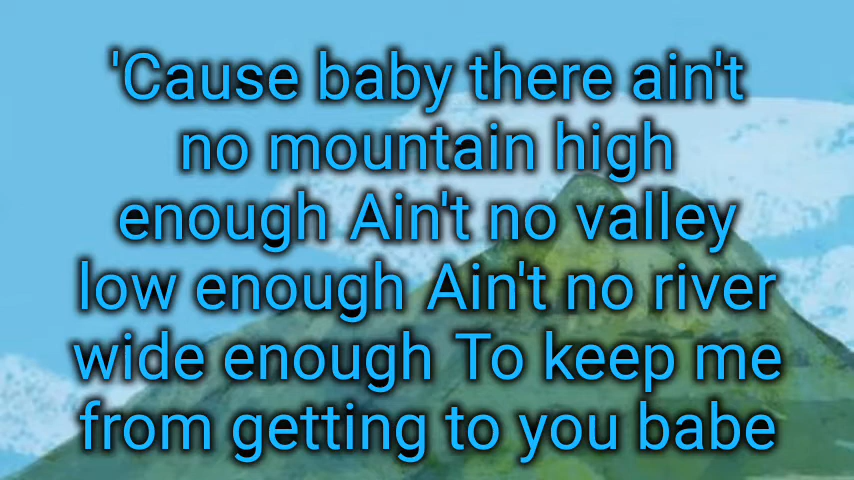 'Cause baby there ain't
no mountain high
enough Ain't no valley
low enough Ain't no river
wide enough To keep me
from getting to you babe